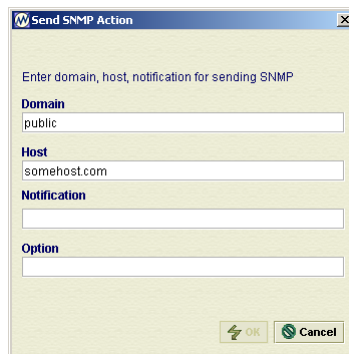 Send SNMP Action
Enter domain, host, notification for sending SNMP
Domain
public
Host
somehost.com
Notification
Option
OK Cancel